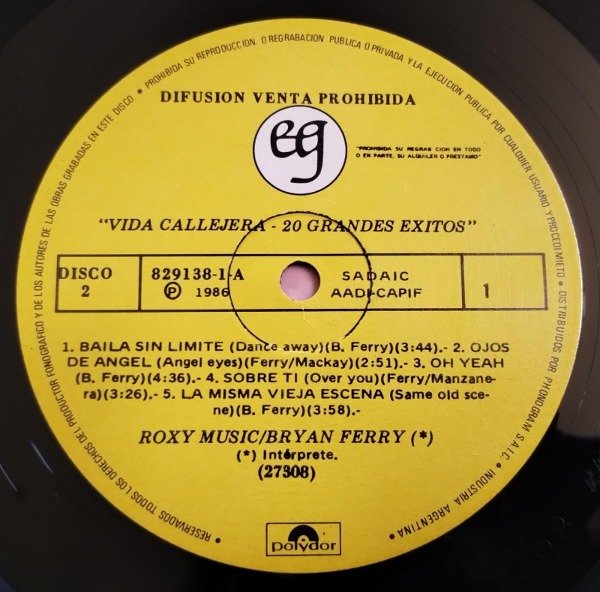 PROHIBIDA SU REPRODUCCION, O REGRABACION PUBLICA O PRIVADA Y LA EJECUCION PUBLICA POR CUALQUIER USUARIO Y PROCEDIMIENTO • DISTRIBUIDOS POR PHONOGRAM S.A.I.C. • INDUSTRIA ARGENTINA •
RESERVADOS TODOS LOS DERECHOS DEL PRODUCTOR FONOGRAFICO Y DE LOS AUTORES DE LAS OBRAS GRABADAS EN ESTE DISCO. •
DIFUSION VENTA PROHIBIDA
eg
"PROHIBIDA SU REGRAB CION EN TODO
O EN PARTE, SU ALQUILER O PRESTAMO"
"VIDA CALLEJERA - 20 GRANDES EXITOS"
DISCO 829138-1-A SADAIC 1
2 Ⓟ 1986 AADI-CAPIF
1. BAILA SIN LIMITE (Dance away)(B. Ferry)(3:44).- 2. OJOS
DE ANGEL (Angel eyes)(Ferry/Mackay)(2:51).- 3. OH YEAH
(B. Ferry)(4:36).- 4. SOBRE TI (Over you)(Ferry/Manzane-
ra)(3:26).- 5. LA MISMA VIEJA ESCENA (Same old sce-
ne)(B. Ferry)(3:58).-
ROXY MUSIC/BRYAN FERRY (*)
(*) Intérprete.
(27308)
polydor